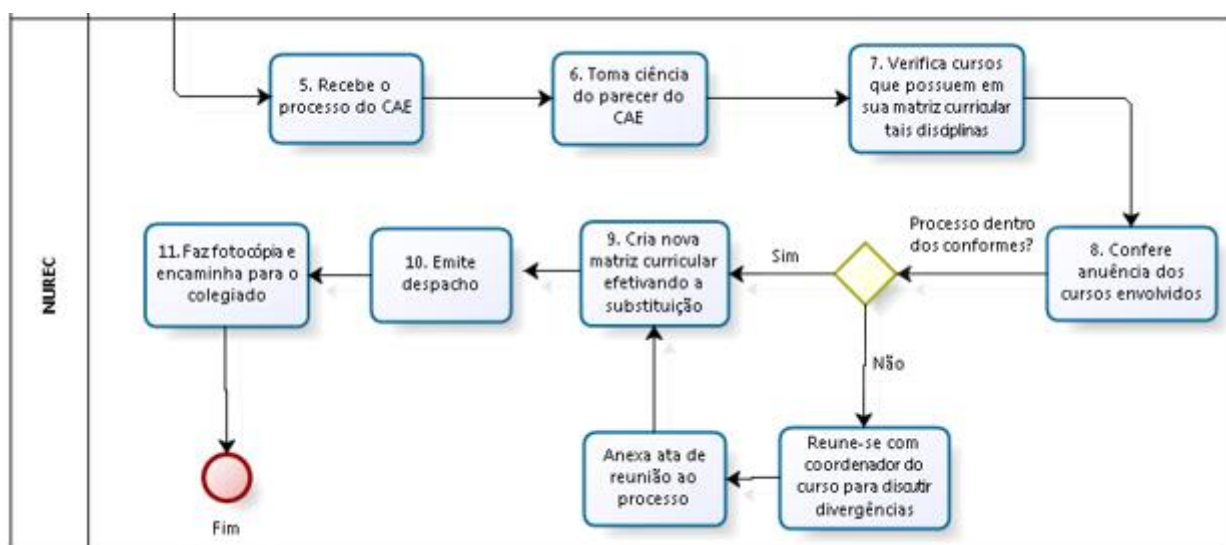 NUREC
5. Recebe o
processo do CAE
6. Toma ciência
do parecer do
CAE
7. Verifica cursos
que possuem em
sua matriz curricular
tais disciplinas
8. Confere
anuência dos
cursos envolvidos
Processo dentro
dos conformes?
Sim
Não
9. Cria nova
matriz curricular
efetivando a
substituição
10. Emite
despacho
11. Faz fotocópia e
encaminha para o
colegiado
Fim
Reune-se com
coordenador do
curso para discutir
divergências
Anexa ata de
reunião ao
processo